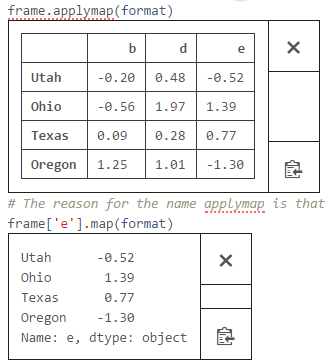 frame.applymap(format)
b d e
Utah -0.20 0.48 -0.52
Ohio -0.56 1.97 1.39
Texas 0.09 0.28 0.77
Oregon 1.25 1.01 -1.30
# The reason for the name applymap is that
frame['e'].map(format)
Utah -0.52
Ohio 1.39
Texas 0.77
Oregon -1.30
Name: e, dtype: object